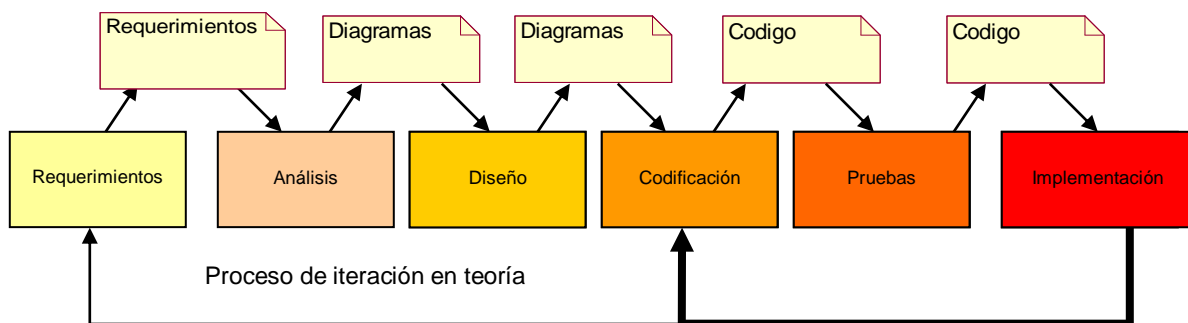 Requerimientos
Diagramas
Diagramas
Codigo
Codigo
Requerimientos
Análisis
Diseño
Codificación
Pruebas
Implementación
Proceso de iteración en teoría